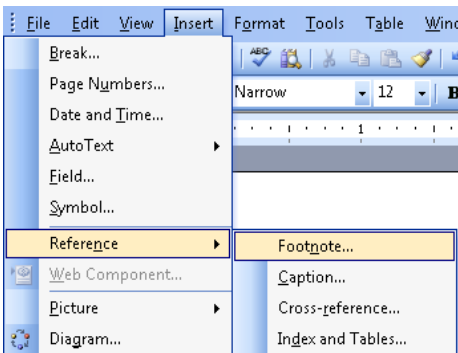 File Edit View Insert Format Tools Table
Break...
Page Numbers...
Narrow 12 B
Date and Time...
1
AutoText
Field...
Symbol...
Reference Footnote...
Web Component... Caption...
Picture Cross-reference...
Diagram... Index and Tables...